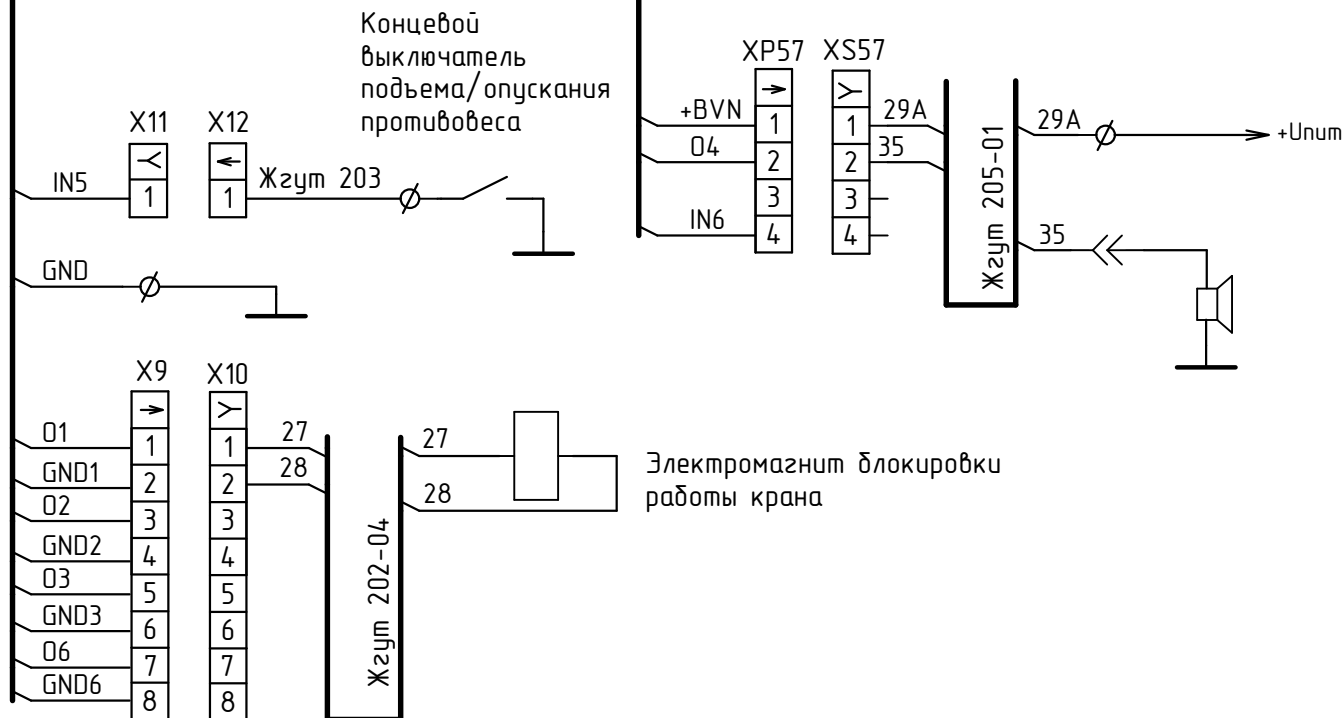 Концевой
выключатель
подъема/опускания
противовеса
X11
X12
IN5
1
1
Жгут 203
GND
XP57
XS57
+BVN
1
1
29A
O4
2
2
35
3
3
IN6
4
4
Жгут 205-01
29A
+Uпит
35
X9
X10
O1
1
1
27
GND1
2
2
28
O2
3
3
GND2
4
4
O3
5
5
GND3
6
6
O6
7
7
GND6
8
8
Жгут 202-04
27
28
Электромагнит блокировки
работы крана